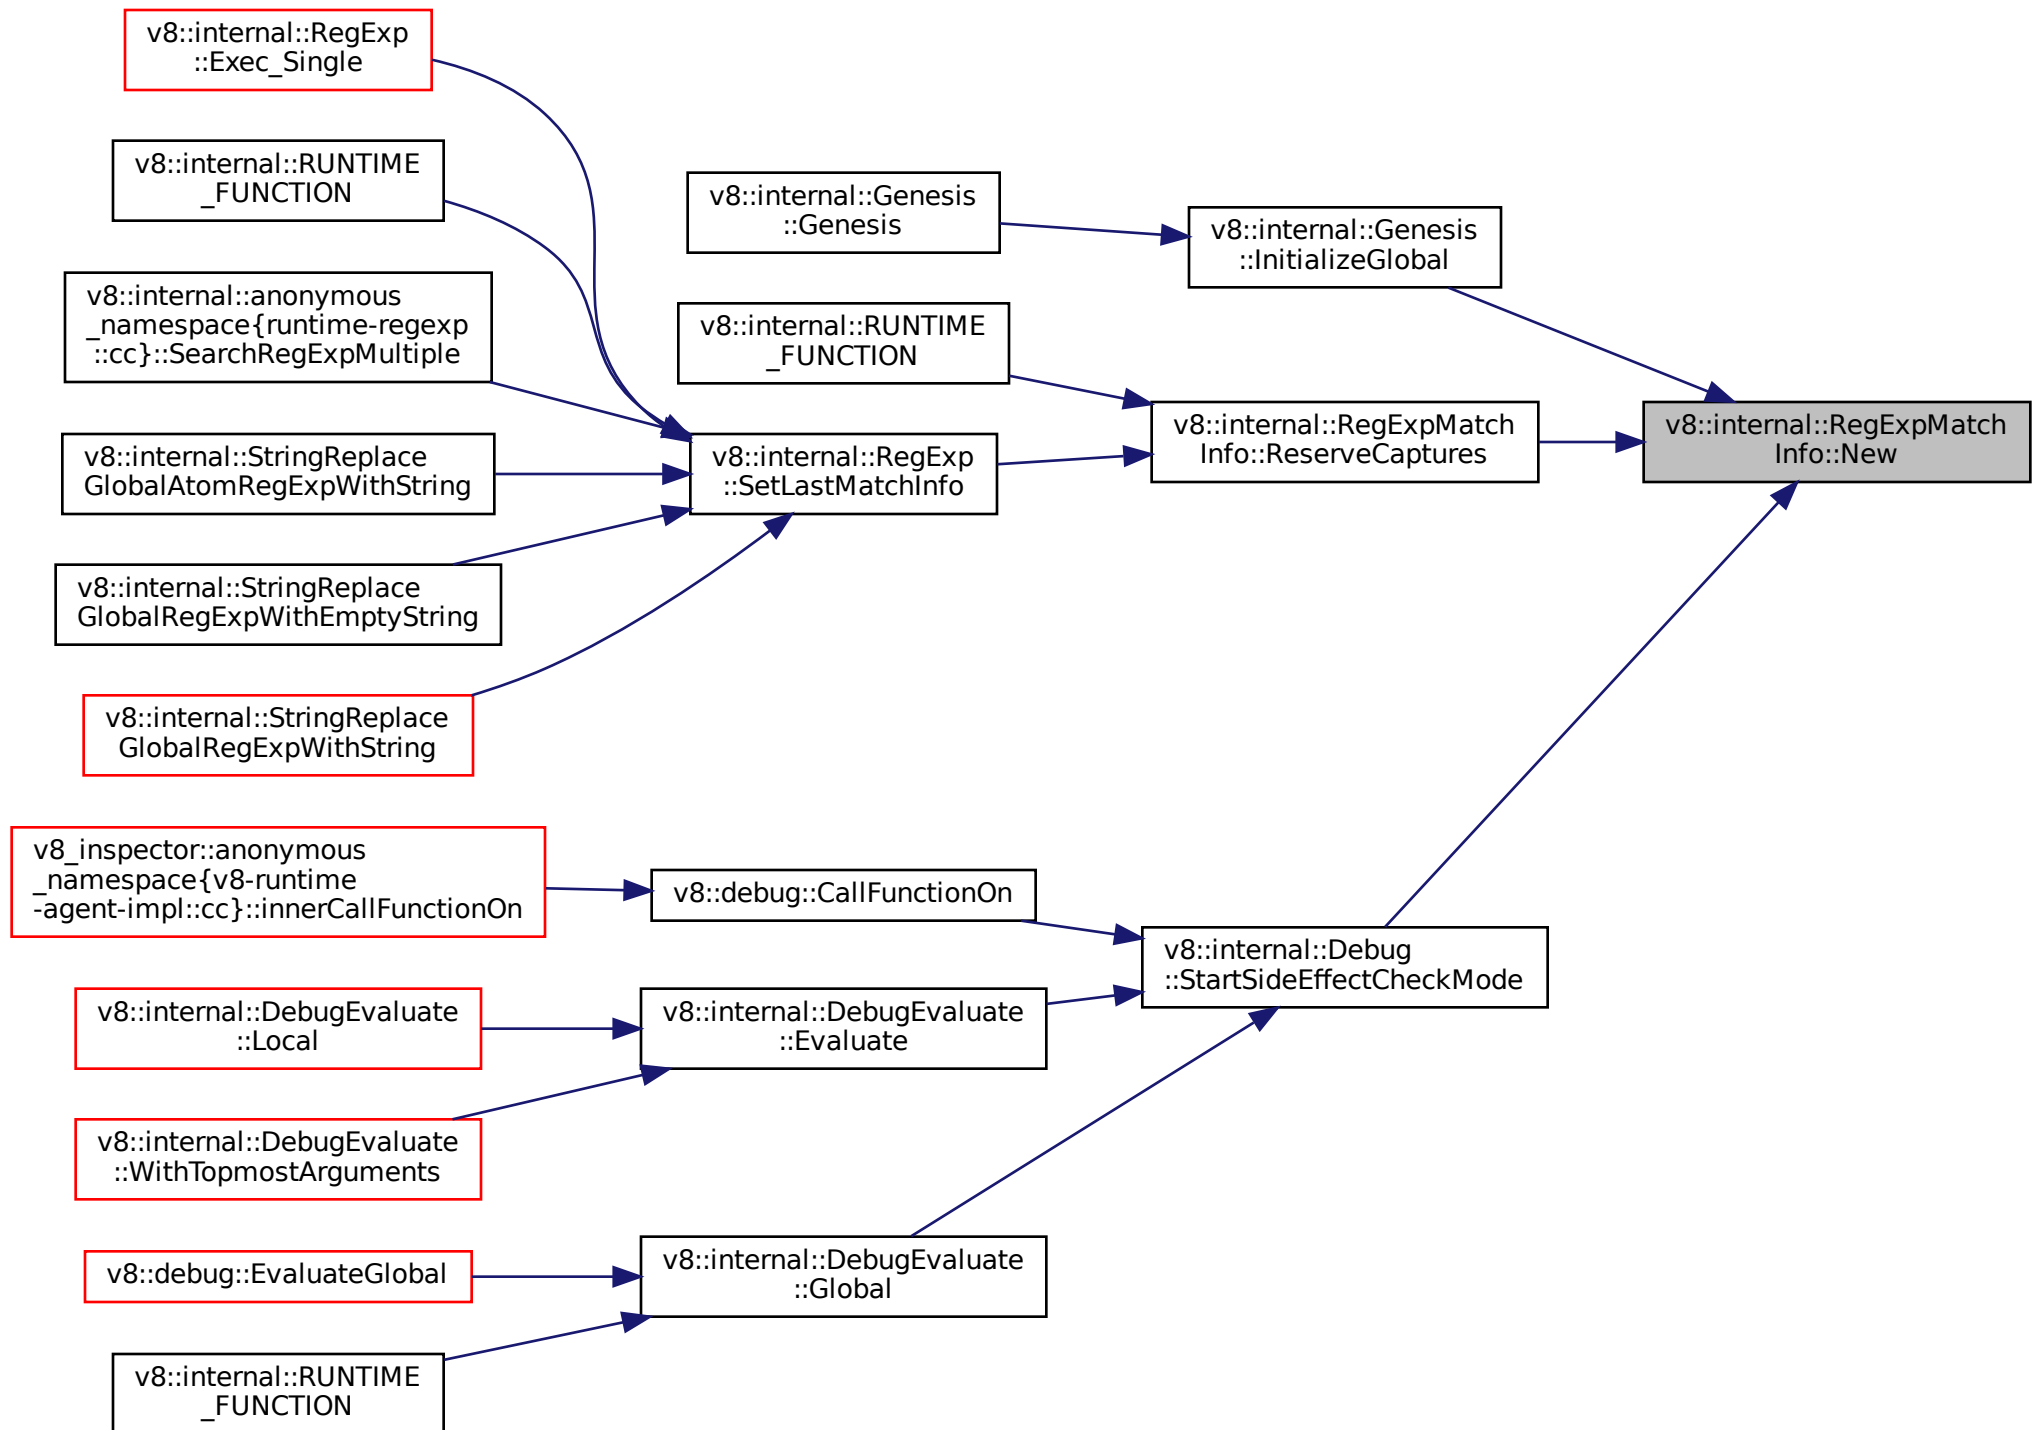 v8::internal::RegExp
::Exec_Single
v8::internal::RUNTIME
_FUNCTION
v8::internal::anonymous
_namespace{runtime-regexp
::cc}::SearchRegExpMultiple
v8::internal::StringReplace
GlobalAtomRegExpWithString
v8::internal::StringReplace
GlobalRegExpWithEmptyString
v8::internal::StringReplace
GlobalRegExpWithString
v8_inspector::anonymous
_namespace{v8-runtime
-agent-impl::cc}::innerCallFunctionOn
v8::internal::DebugEvaluate
::Local
v8::internal::DebugEvaluate
::WithTopmostArguments
v8::debug::EvaluateGlobal
v8::internal::RUNTIME
_FUNCTION
v8::internal::Genesis
::Genesis
v8::internal::RUNTIME
_FUNCTION
v8::internal::RegExp
::SetLastMatchInfo
v8::debug::CallFunctionOn
v8::internal::DebugEvaluate
::Evaluate
v8::internal::DebugEvaluate
::Global
v8::internal::Genesis
::InitializeGlobal
v8::internal::RegExpMatch
Info::ReserveCaptures
v8::internal::Debug
::StartSideEffectCheckMode
v8::internal::RegExpMatch
Info::New